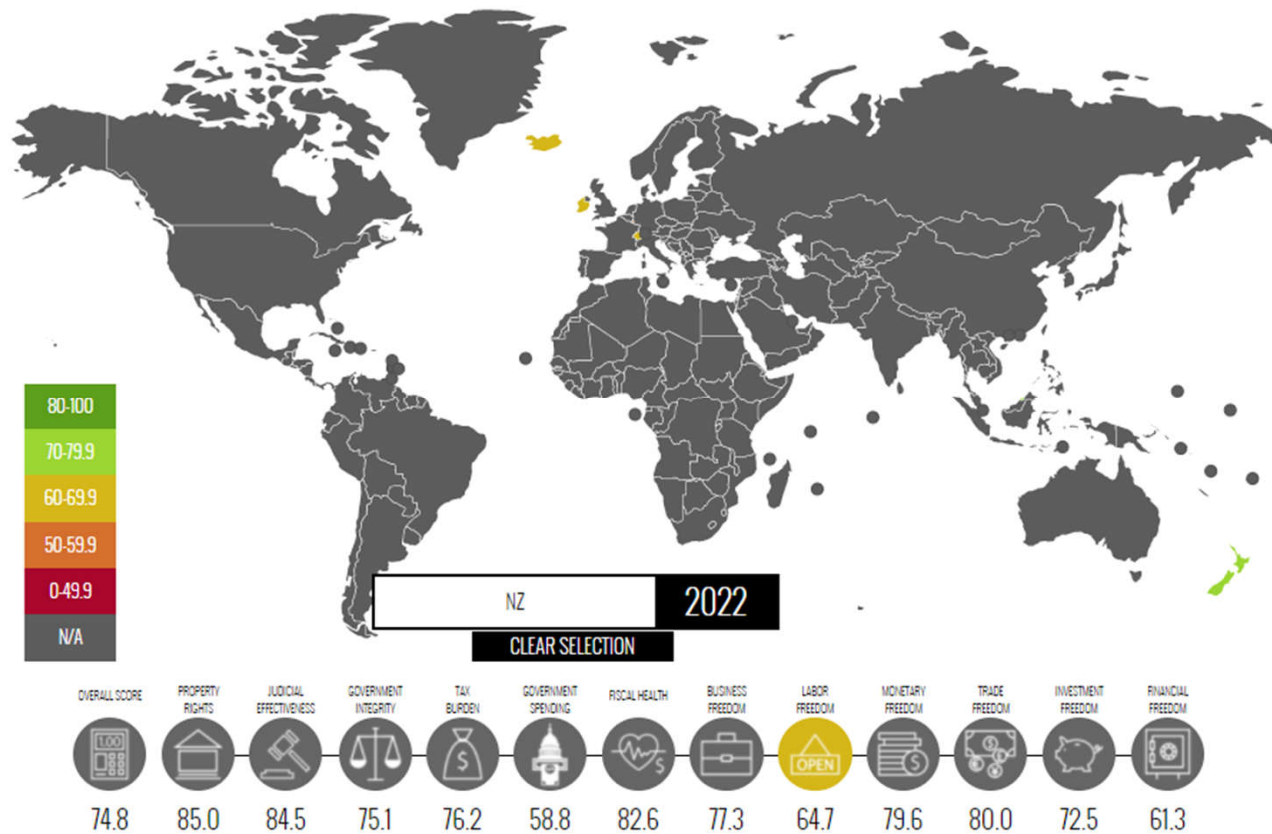 80-100
70-79.9
60-69.9
50-59.9
0-49.9
N/A
NZ
2022
CLEAR SELECTION
OVERALL SCORE
PROPERTY
RIGHTS
JUDICIAL
EFFECTIVENESS
GOVERNMENT
INTEGRITY
TAX
BURDEN
GOVERNMENT
SPENDING
FISCAL HEALTH
BUSINESS
FREEDOM
LABOR
FREEDOM
MONETARY
FREEDOM
TRADE
FREEDOM
INVESTMENT
FREEDOM
FINANCIAL
FREEDOM
1.00
$
$
OPEN
$
$
74.8
85.0
84.5
75.1
76.2
58.8
82.6
77.3
64.7
79.6
80.0
72.5
61.3